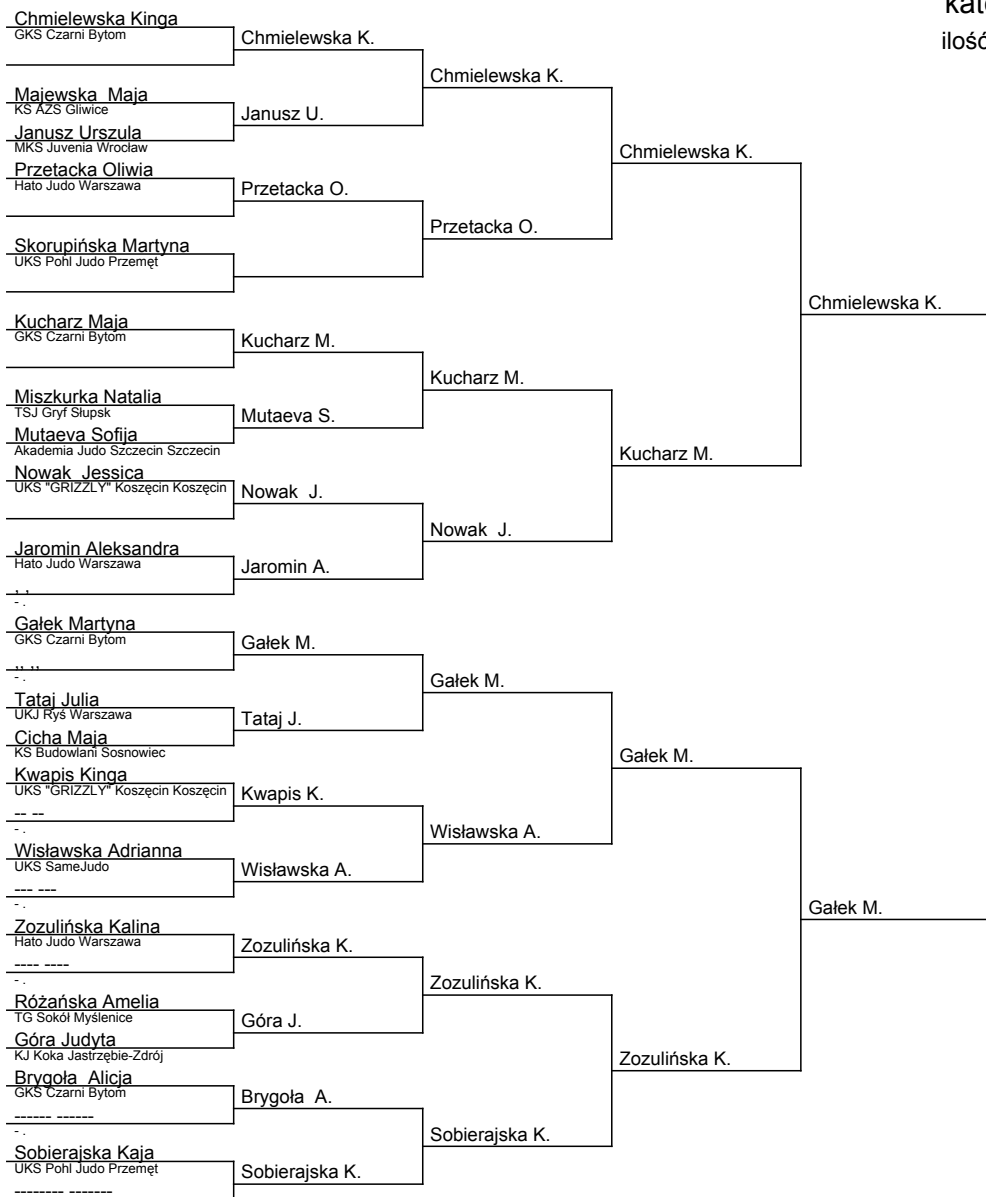 Chmielewska Kinga
GKS Czarni Bytom
Majewska  Maja
KS AZS Gliwice
Janusz Urszula
MKS Juvenia Wrocław
Przetacka Oliwia
Hato Judo Warszawa
Skorupińska Martyna
UKS Pohl Judo Przemęt
Kucharz Maja
GKS Czarni Bytom
Miszkurka Natalia
TSJ Gryf Słupsk
Mutaeva Sofija
Akademia Judo Szczecin Szczecin
Nowak  Jessica
UKS "GRIZZLY" Koszęcin Koszęcin
Jaromin Aleksandra
Hato Judo Warszawa
, ,
- .
Gałek Martyna
GKS Czarni Bytom
,, ,,
- .
Tataj Julia
UKJ Ryś Warszawa
Cicha Maja
KS Budowlani Sosnowiec
Kwapis Kinga
UKS "GRIZZLY" Koszęcin Koszęcin
-- --
- .
Wisławska Adrianna
UKS SameJudo
--- ---
- .
Zozulińska Kalina
Hato Judo Warszawa
---- ----
- .
Różańska Amelia
TG Sokół Myślenice
Góra Judyta
KJ Koka Jastrzębie-Zdrój
Brygoła  Alicja
GKS Czarni Bytom
------ ------
- .
Sobierajska Kaja
UKS Pohl Judo Przemęt
-------- -------
Chmielewska K.
Janusz U.
Przetacka O.
Kucharz M.
Mutaeva S.
Nowak  J.
Jaromin A.
Gałek M.
Tataj J.
Kwapis K.
Wisławska A.
Zozulińska K.
Góra J.
Brygoła  A.
Sobierajska K.
Chmielewska K.
Przetacka O.
Kucharz M.
Nowak  J.
Gałek M.
Wisławska A.
Zozulińska K.
Sobierajska K.
Chmielewska K.
Kucharz M.
Gałek M.
Zozulińska K.
Chmielewska K.
Gałek M.
ilość